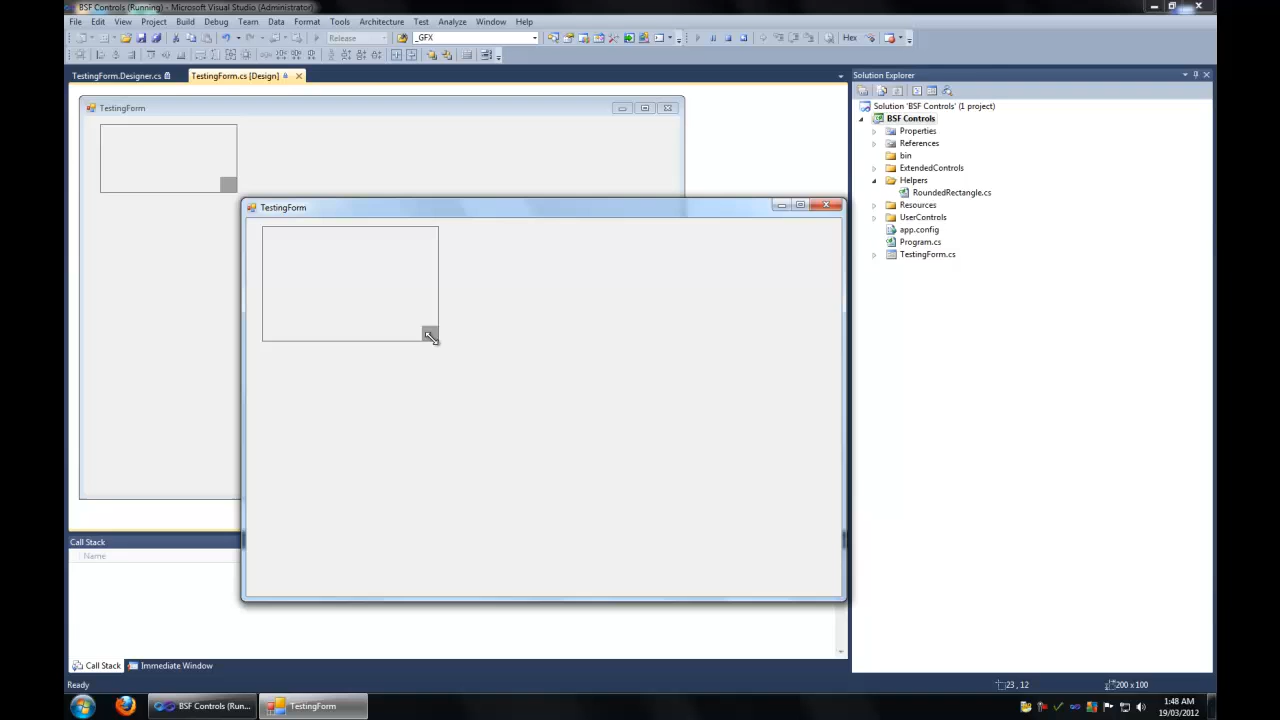 BSF Controls (Running) - Microsoft Visual Studio (Administrator)
File Edit View Project Build Debug Team Data Format Tools Architecture Test Analyze Window Help
Release _GFX Hex
TestingForm.Designer.cs TestingForm.cs [Design]
Solution Explorer
Solution 'BSF Controls' (1 project)
BSF Controls
Properties
References
bin
ExtendedControls
Helpers
RoundedRectangle.cs
Resources
UserControls
app.config
Program.cs
TestingForm.cs
TestingForm
TestingForm
Call Stack
Name
Call Stack Immediate Window
Ready 23 , 12 200 x 100
BSF Controls (Run... TestingForm 1:48 AM
19/03/2012